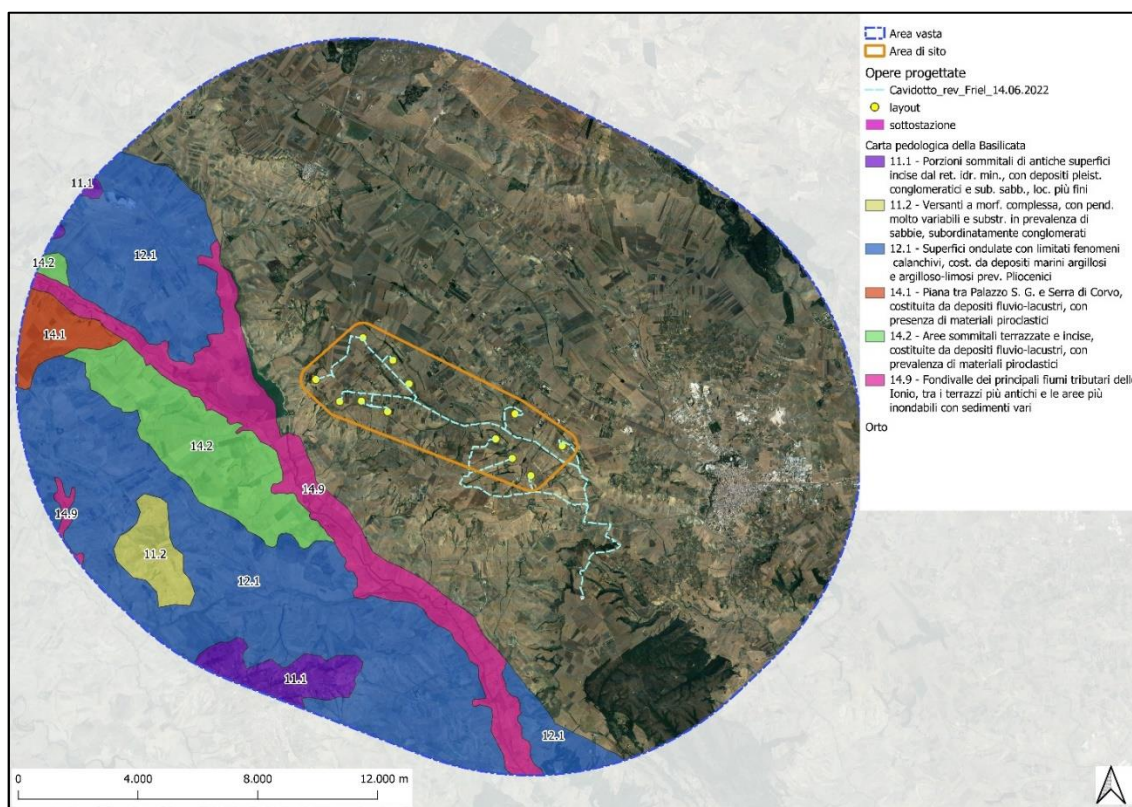 Area vasta
Area di sito
Opere progettate
Cavidotto_rev_Friel_14.06.2022
layout
sottostazione
Carta pedologica della Basilicata
11.1 - Porzioni sommitali di antiche superfici
incise dal ret. idr. min., con depositi pleist.
conglomeratici e sub. sabb., loc. più fini
11.2 - Versanti a morf. complessa, con pend.
molto variabili e substr. in prevalenza di
sabbie, subordinatamente conglomerati
12.1 - Superfici ondulate con limitati fenomeni
calanchivi, cost. da depositi marini argillosi
e argilloso-limosi prev. Pliocenici
14.1 - Piana tra Palazzo S. G. e Serra di Corvo,
costituita da depositi fluvio-lacustri, con
presenza di materiali piroclastici
14.2 - Aree sommitali terrazzate e incise,
costituite da depositi fluvio-lacustri, con
prevalenza di materiali piroclastici
14.9 - Fondivalle dei principali fiumi tributari dello
Ionio, tra i terrazzi più antichi e le aree più
inondabili con sedimenti vari
Orto
11.1
12.1
14.2
14.1
14.2
14.9
14.9
11.2
12.1
11.1
12.1
0 4.000 8.000 12.000 m